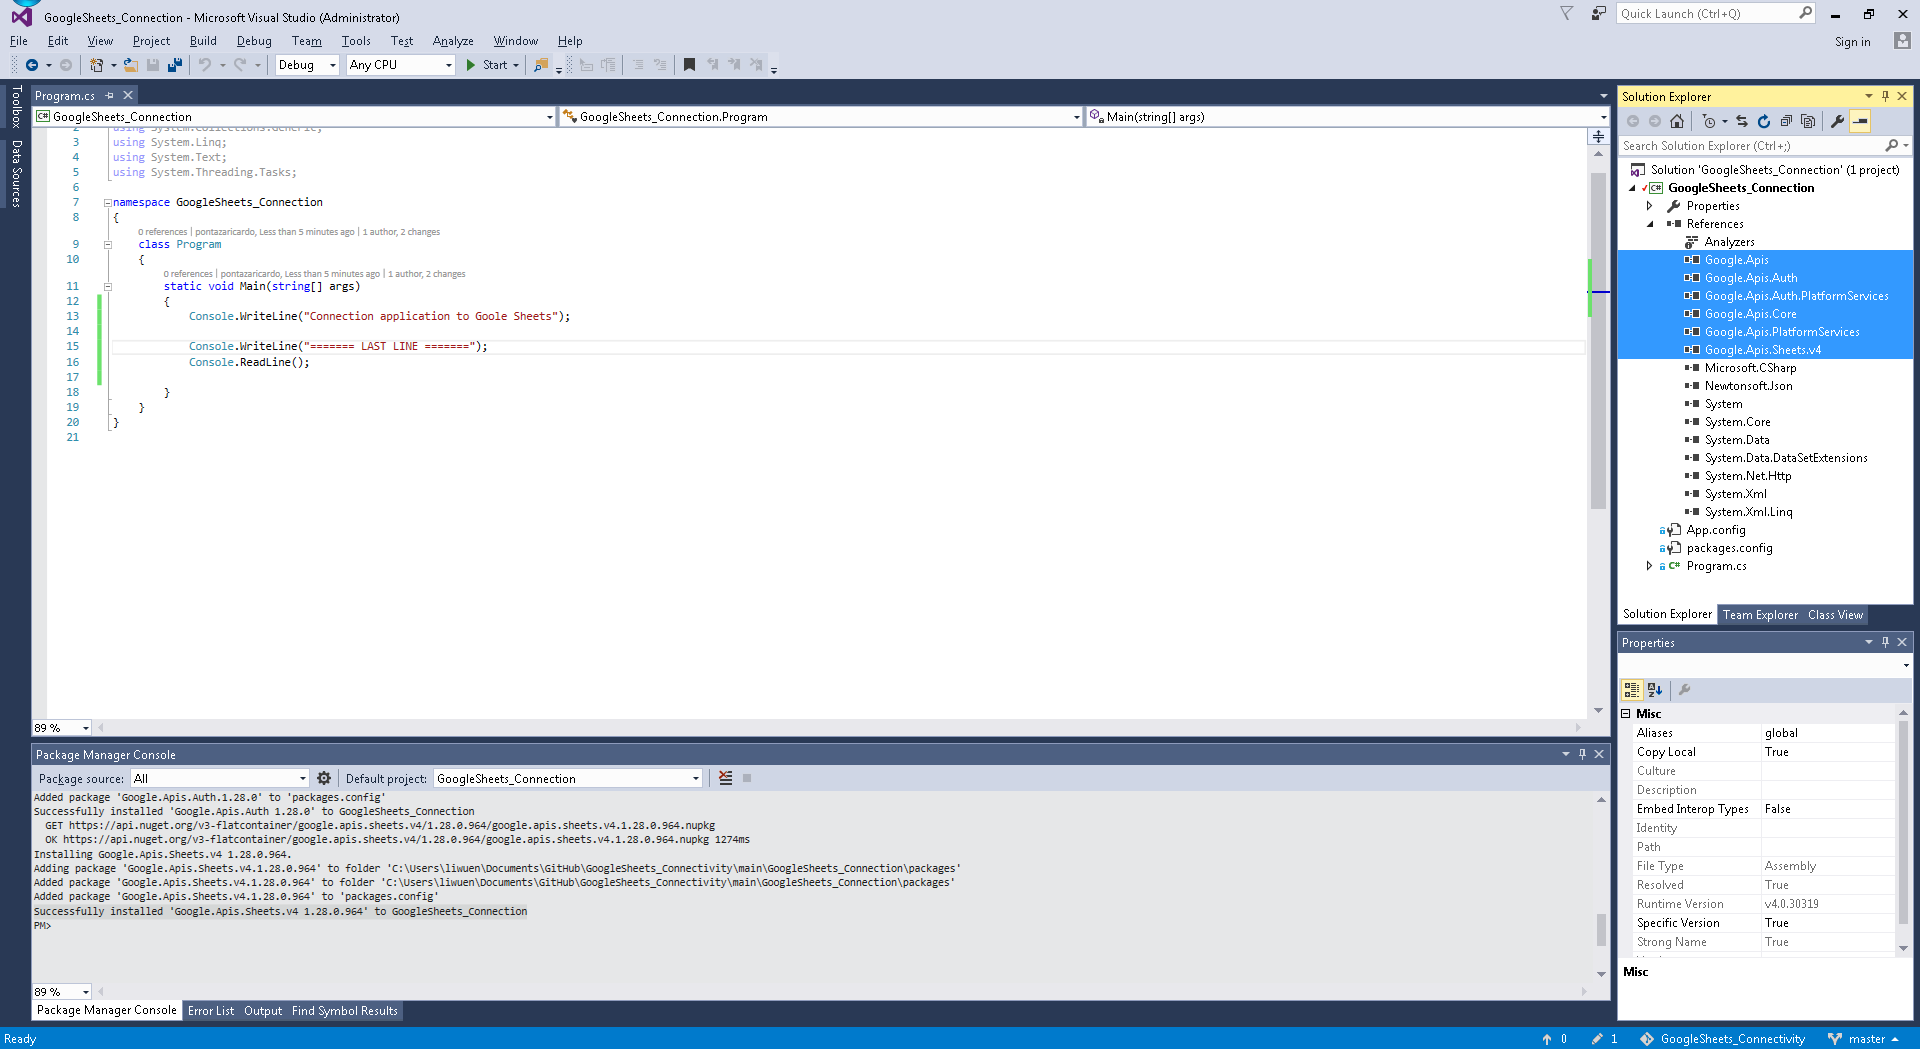 GoogleSheets_Connection - Microsoft Visual Studio (Administrator)
Quick Launch (Ctrl+Q)
File Edit View Project Build Debug Team Tools Test Analyze Window Help
Sign in
Debug Any CPU Start
Toolbox
Data Sources
Program.cs
GoogleSheets_Connection GoogleSheets_Connection.Program Main(string[] args)
2 using System.Collections.Generic;
3 using System.Linq;
4 using System.Text;
5 using System.Threading.Tasks;
6
7 namespace GoogleSheets_Connection
8 {
0 references | pontazaricardo, Less than 5 minutes ago | 1 author, 2 changes
9 class Program
10 {
0 references | pontazaricardo, Less than 5 minutes ago | 1 author, 2 changes
11 static void Main(string[] args)
12 {
13 Console.WriteLine("Connection application to Goole Sheets");
14
15 Console.WriteLine("======= LAST LINE =======");
16 Console.ReadLine();
17
18 }
19 }
20 }
21
89 %
Package Manager Console
Package source: All Default project: GoogleSheets_Connection
Added package 'Google.Apis.Auth.1.28.0' to 'packages.config'
Successfully installed 'Google.Apis.Auth 1.28.0' to GoogleSheets_Connection
GET https://api.nuget.org/v3-flatcontainer/google.apis.sheets.v4/1.28.0.964/google.apis.sheets.v4.1.28.0.964.nupkg
OK https://api.nuget.org/v3-flatcontainer/google.apis.sheets.v4/1.28.0.964/google.apis.sheets.v4.1.28.0.964.nupkg 1274ms
Installing Google.Apis.Sheets.v4 1.28.0.964.
Adding package 'Google.Apis.Sheets.v4.1.28.0.964' to folder 'C:\Users\liwuen\Documents\GitHub\GoogleSheets_Connectivity\main\GoogleSheets_Connection\packages'
Added package 'Google.Apis.Sheets.v4.1.28.0.964' to folder 'C:\Users\liwuen\Documents\GitHub\GoogleSheets_Connectivity\main\GoogleSheets_Connection\packages'
Added package 'Google.Apis.Sheets.v4.1.28.0.964' to 'packages.config'
Successfully installed 'Google.Apis.Sheets.v4 1.28.0.964' to GoogleSheets_Connection
PM>
89 %
Package Manager Console Error List Output Find Symbol Results
Solution Explorer
Search Solution Explorer (Ctrl+;)
Solution 'GoogleSheets_Connection' (1 project)
C# GoogleSheets_Connection
Properties
References
Analyzers
Google.Apis
Google.Apis.Auth
Google.Apis.Auth.PlatformServices
Google.Apis.Core
Google.Apis.PlatformServices
Google.Apis.Sheets.v4
Microsoft.CSharp
Newtonsoft.Json
System
System.Core
System.Data
System.Data.DataSetExtensions
System.Net.Http
System.Xml
System.Xml.Linq
App.config
packages.config
C# Program.cs
Solution Explorer Team Explorer Class View
Properties
Misc
Aliases global
Copy Local True
Culture
Description
Embed Interop Types False
Identity
Path
File Type Assembly
Resolved True
Runtime Version v4.0.30319
Specific Version True
Strong Name True
Misc
Ready
0 1 GoogleSheets_Connectivity master